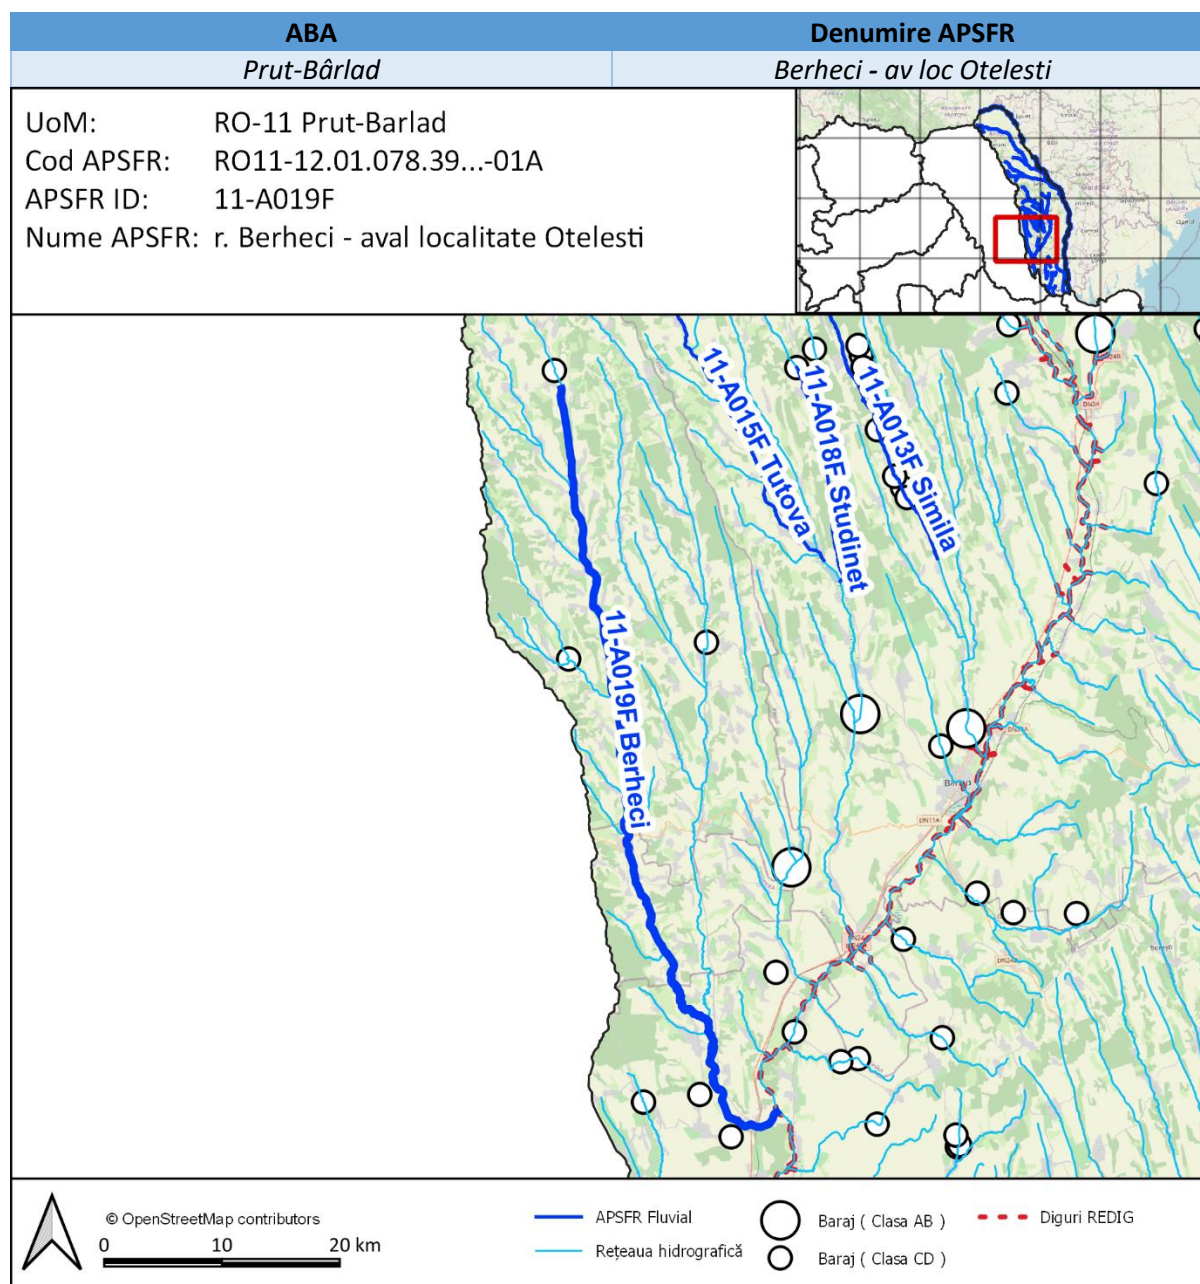 ABA Denumire APSFR
Prut-Bârlad Berheci - av loc Otelesti
UoM: RO-11 Prut-Barlad
Cod APSFR: RO11-12.01.078.39...-01A
APSFR ID: 11-A019F
Nume APSFR: r. Berheci - aval localitate Otelesti
11-A015F_Tutova
11-A018F_Studinet
11-A013F_Simila
11-A019F_Berheci
DN11A
© OpenStreetMap contributors
0 10 20 km
APSFR Fluvial
Rețeaua hidrografică
Baraj ( Clasa AB )
Baraj ( Clasa CD )
Diguri REDIG